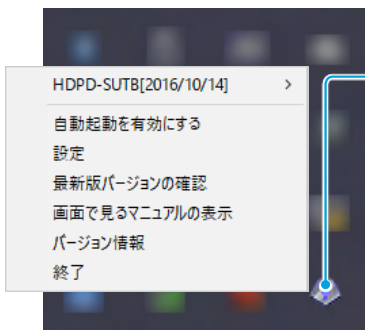 HDPD-SUTB[2016/10/14]
自動起動を有効にする
設定
最新版バージョンの確認
画面で見るマニュアルの表示
バージョン情報
終了